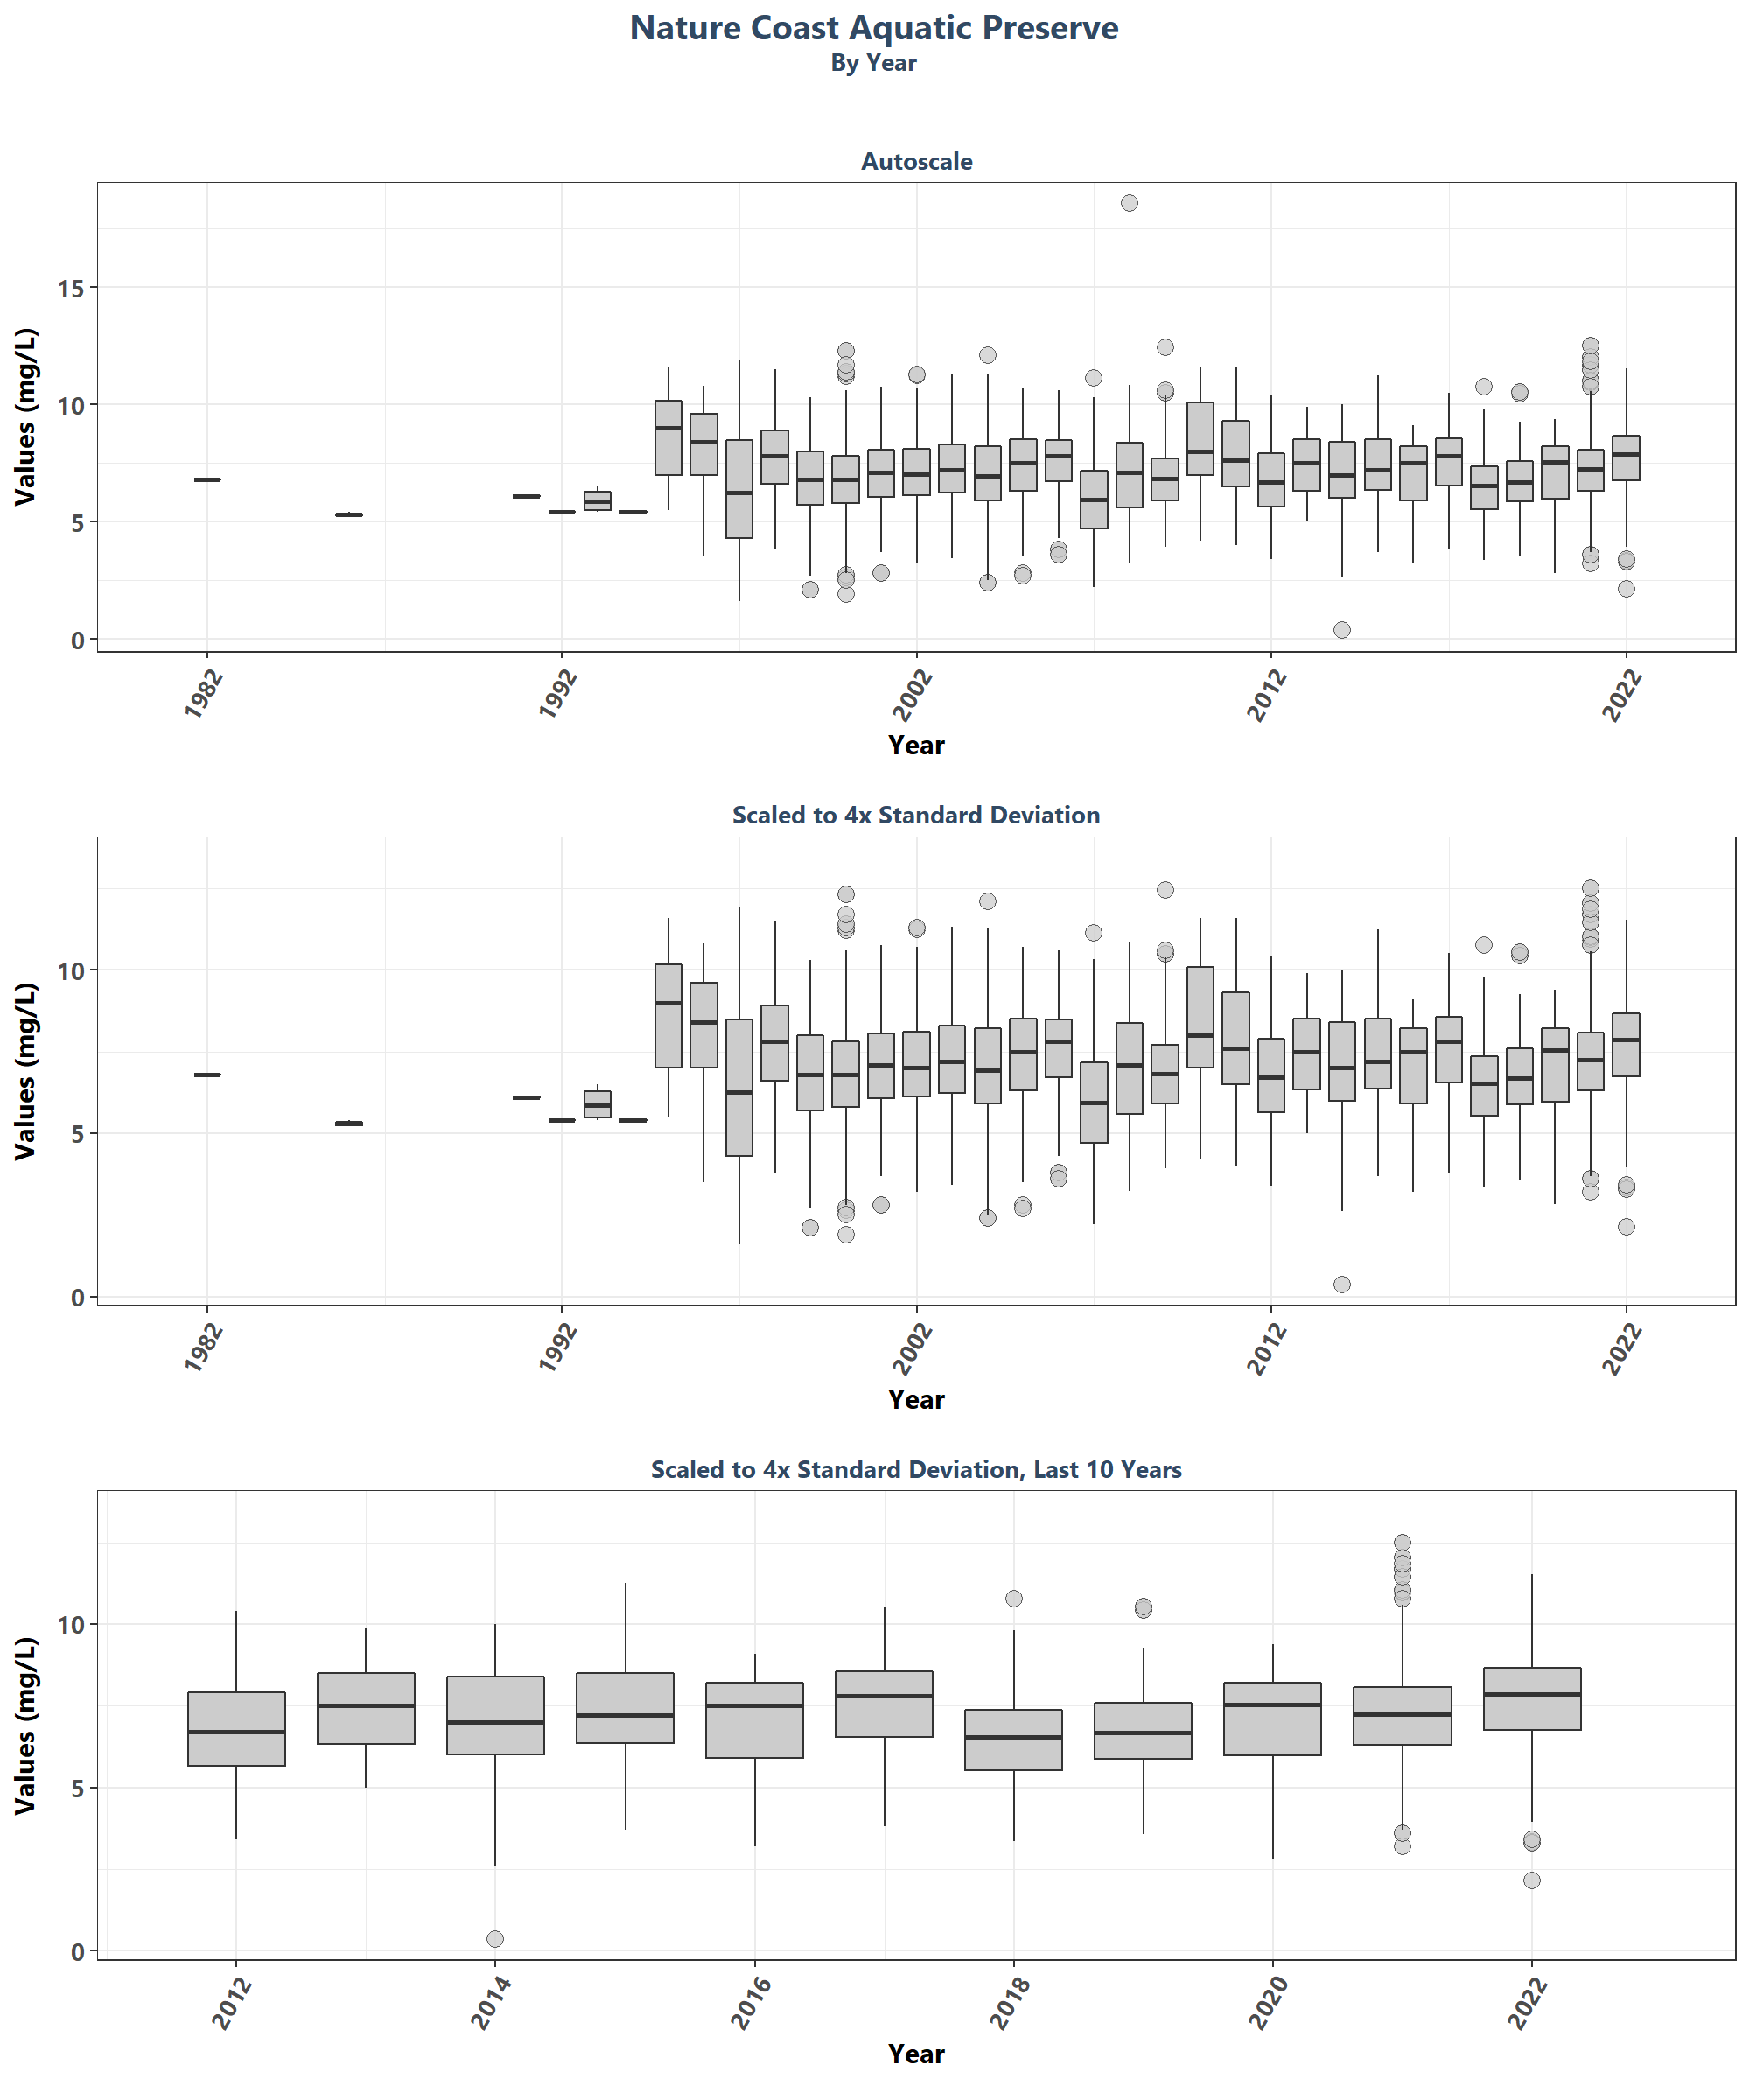 Nature Coast Aquatic Preserve
By Year
Autoscale
Values (mg/L)
15
10
5
0
1982
1992
2002
2012
2022
Year
Scaled to 4x Standard Deviation
Values (mg/L)
10
5
0
1982
1992
2002
2012
2022
Year
Scaled to 4x Standard Deviation, Last 10 Years
Values (mg/L)
10
5
0
2012
2014
2016
2018
2020
2022
Year